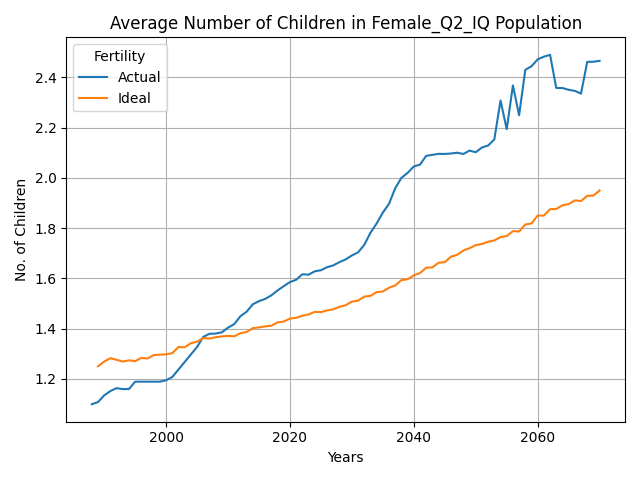 Average Number of Children in Female_Q2_IQ Population
Fertility
Actual
Ideal
2.4
2.2
2.0
1.8
1.6
1.4
1.2
No. of Children
2000
2020
2040
2060
Years